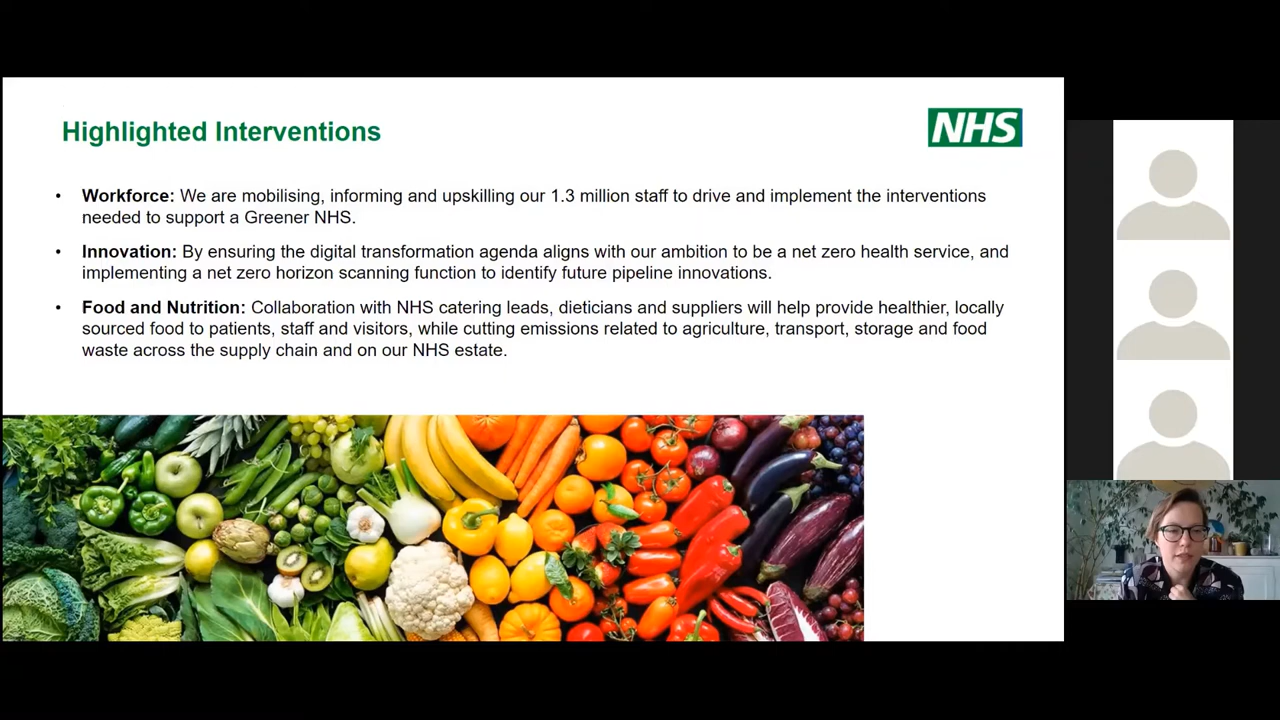 Highlighted Interventions
NHS
• Workforce: We are mobilising, informing and upskilling our 1.3 million staff to drive and implement the interventions
needed to support a Greener NHS.
• Innovation: By ensuring the digital transformation agenda aligns with our ambition to be a net zero health service, and
implementing a net zero horizon scanning function to identify future pipeline innovations.
• Food and Nutrition: Collaboration with NHS catering leads, dieticians and suppliers will help provide healthier, locally
sourced food to patients, staff and visitors, while cutting emissions related to agriculture, transport, storage and food
waste across the supply chain and on our NHS estate.